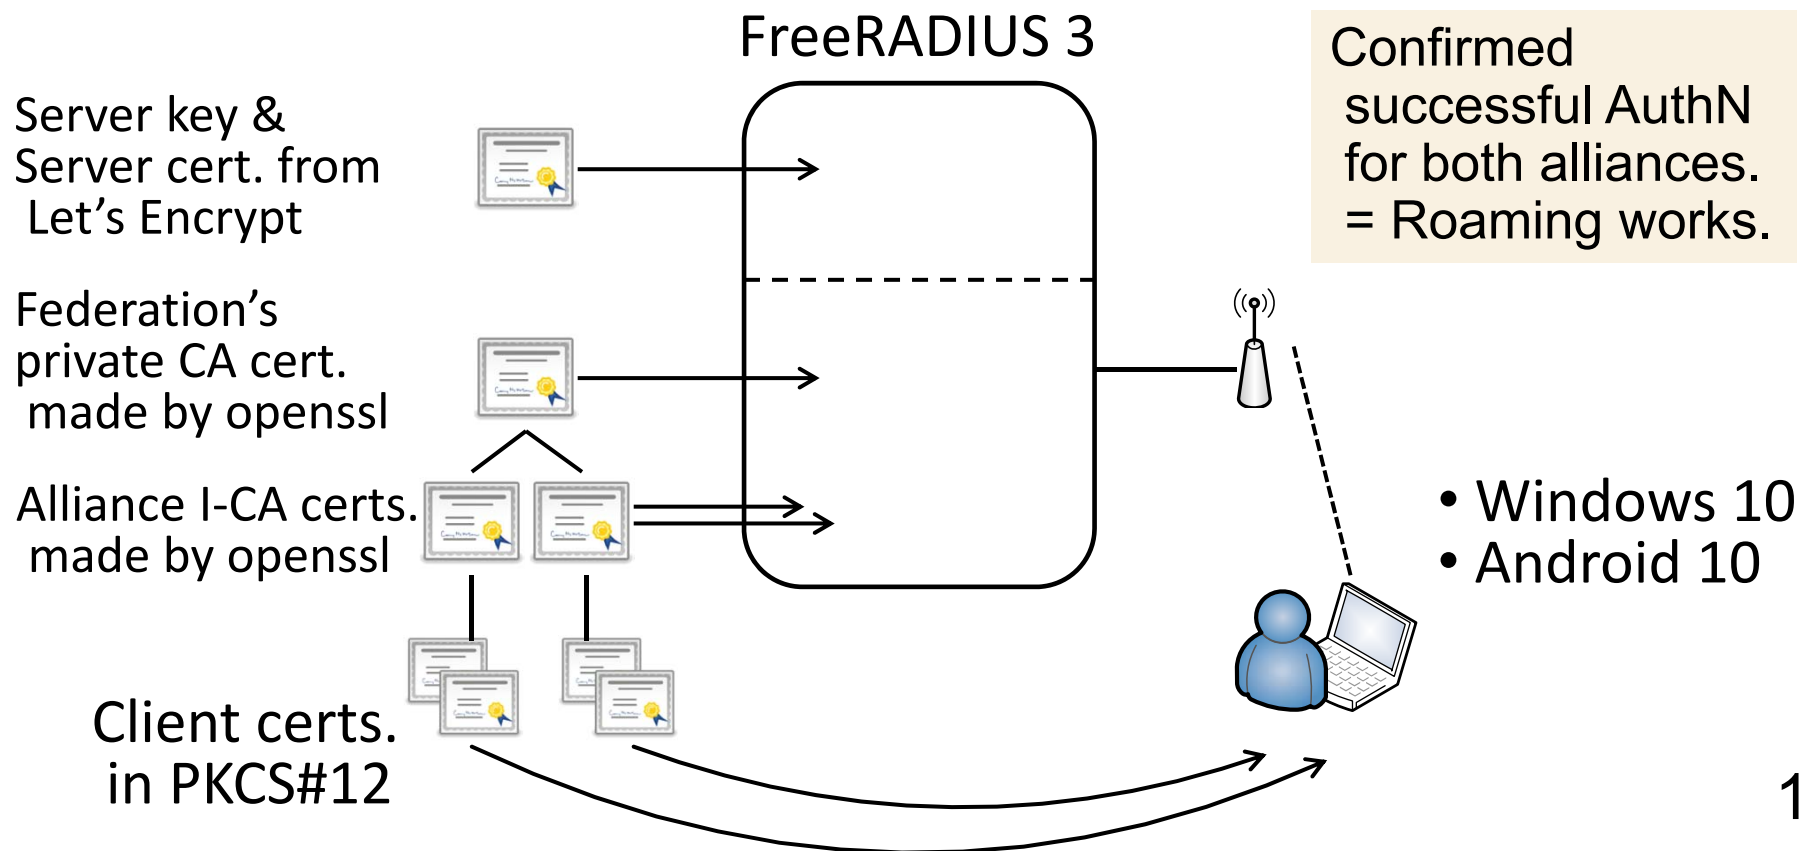 FreeRADIUS 3
Confirmed
successful AuthN
for both alliances.
= Roaming works.
Server key &
Server cert. from
Let’s Encrypt
Federation’s
private CA cert.
made by openssl
Alliance I-CA certs.
made by openssl
• Windows 10
• Android 10
Client certs.
in PKCS#12
1